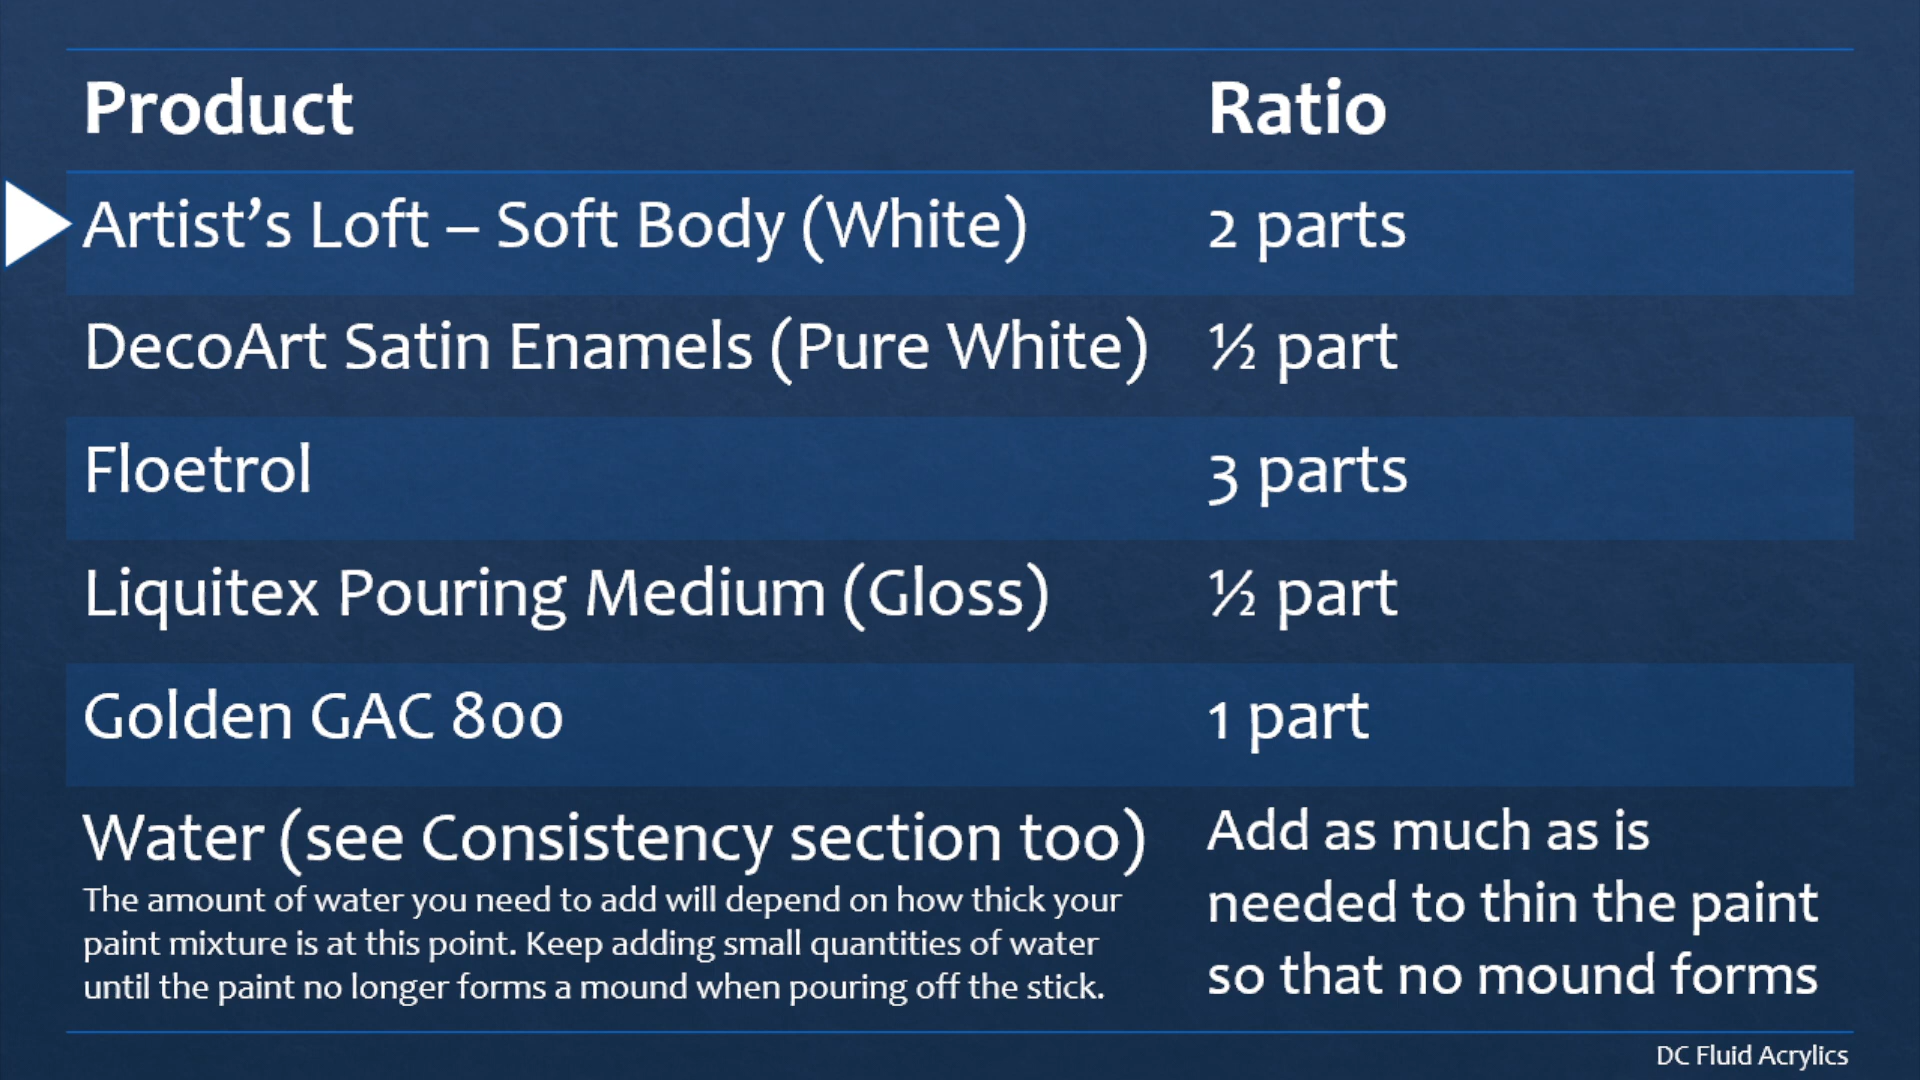 Product Ratio
Artist's Loft – Soft Body (White) 2 parts
DecoArt Satin Enamels (Pure White) ½ part
Floetrol 3 parts
Liquitex Pouring Medium (Gloss) ½ part
Golden GAC 800 1 part
Water (see Consistency section too)
The amount of water you need to add will depend on how thick your
paint mixture is at this point. Keep adding small quantities of water
until the paint no longer forms a mound when pouring off the stick.
Add as much as is
needed to thin the paint
so that no mound forms
DC Fluid Acrylics